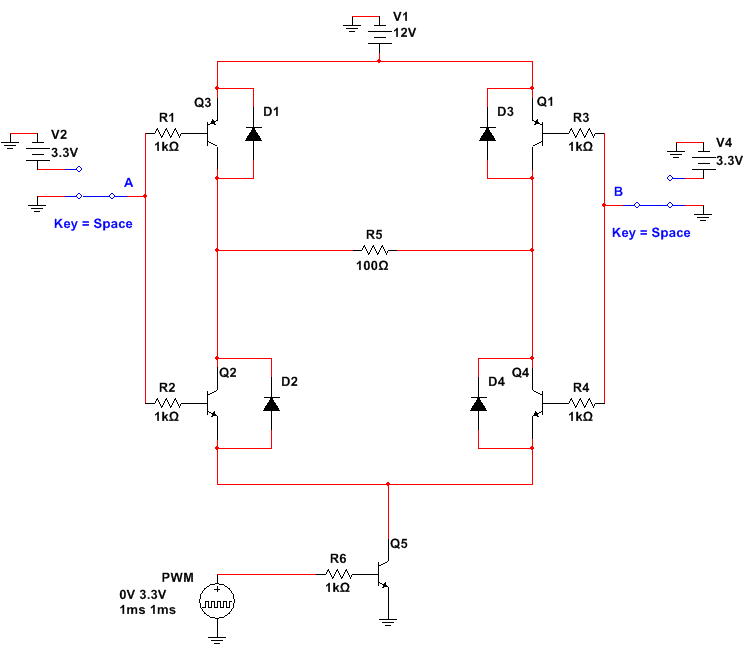 V1
12V
Q3
D1
D3
Q1
R1
1kΩ
R3
1kΩ
V2
3.3V
V4
3.3V
A
B
Key = Space
Key = Space
R5
100Ω
Q2
D2
D4
Q4
R2
1kΩ
R4
1kΩ
Q5
R6
1kΩ
PWM
0V 3.3V
1ms 1ms